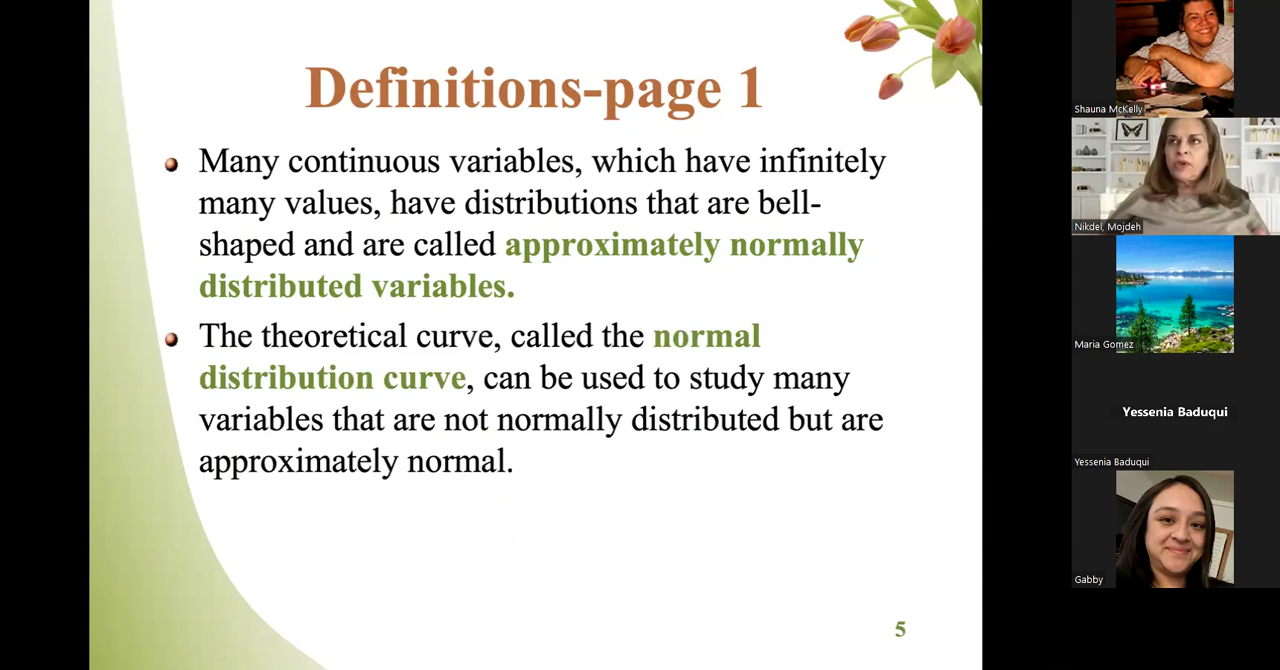 Definitions-page 1
Many continuous variables, which have infinitely
many values, have distributions that are bell-
shaped and are called approximately normally
distributed variables.
The theoretical curve, called the normal
distribution curve, can be used to study many
variables that are not normally distributed but are
approximately normal.
5
Shauna McKelly
Nikdel, Mojdeh
Maria Gomez
Yessenia Baduqui
Yessenia Baduqui
Gabby